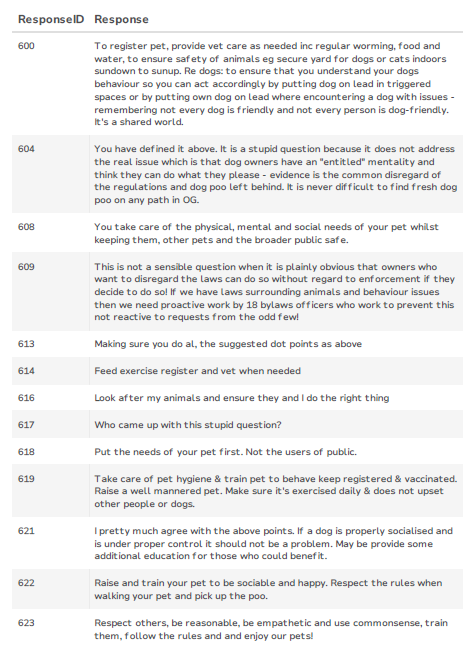 ResponseID Response
600 To register pet, provide vet care as needed inc regular worming, food and
water, to ensure safety of animals eg secure yard for dogs or cats indoors
sundown to sunup. Re dogs: to ensure that you understand your dogs
behaviour so you can act accordingly by putting dog on lead in triggered
spaces or by putting own dog on lead where encountering a dog with issues -
remembering not every dog is friendly and not every person is dog-friendly.
It's a shared world.
604 You have defined it above. It is a stupid question because it does not address
the real issue which is that dog owners have an "entitled" mentality and
think they can do what they please - evidence is the common disregard of
the regulations and dog poo left behind. It is never difficult to find fresh dog
poo on any path in OG.
608 You take care of the physical, mental and social needs of your pet whilst
keeping them, other pets and the broader public safe.
609 This is not a sensible question when it is plainly obvious that owners who
want to disregard the laws can do so without regard to enforcement if they
decide to do so! If we have laws surrounding animals and behaviour issues
then we need proactive work by 18 bylaws officers who work to prevent this
not reactive to requests from the odd few!
613 Making sure you do al, the suggested dot points as above
614 Feed exercise register and vet when needed
616 Look after my animals and ensure they and I do the right thing
617 Who came up with this stupid question?
618 Put the needs of your pet first. Not the users of public.
619 Take care of pet hygiene & train pet to behave keep registered & vaccinated.
Raise a well mannered pet. Make sure it's exercised daily & does not upset
other people or dogs.
621 I pretty much agree with the above points. If a dog is properly socialised and
is under proper control it should not be a problem. May be provide some
additional education for those who could benefit.
622 Raise and train your pet to be sociable and happy. Respect the rules when
walking your pet and pick up the poo.
623 Respect others, be reasonable, be empathetic and use commonsense, train
them, follow the rules and and enjoy our pets!